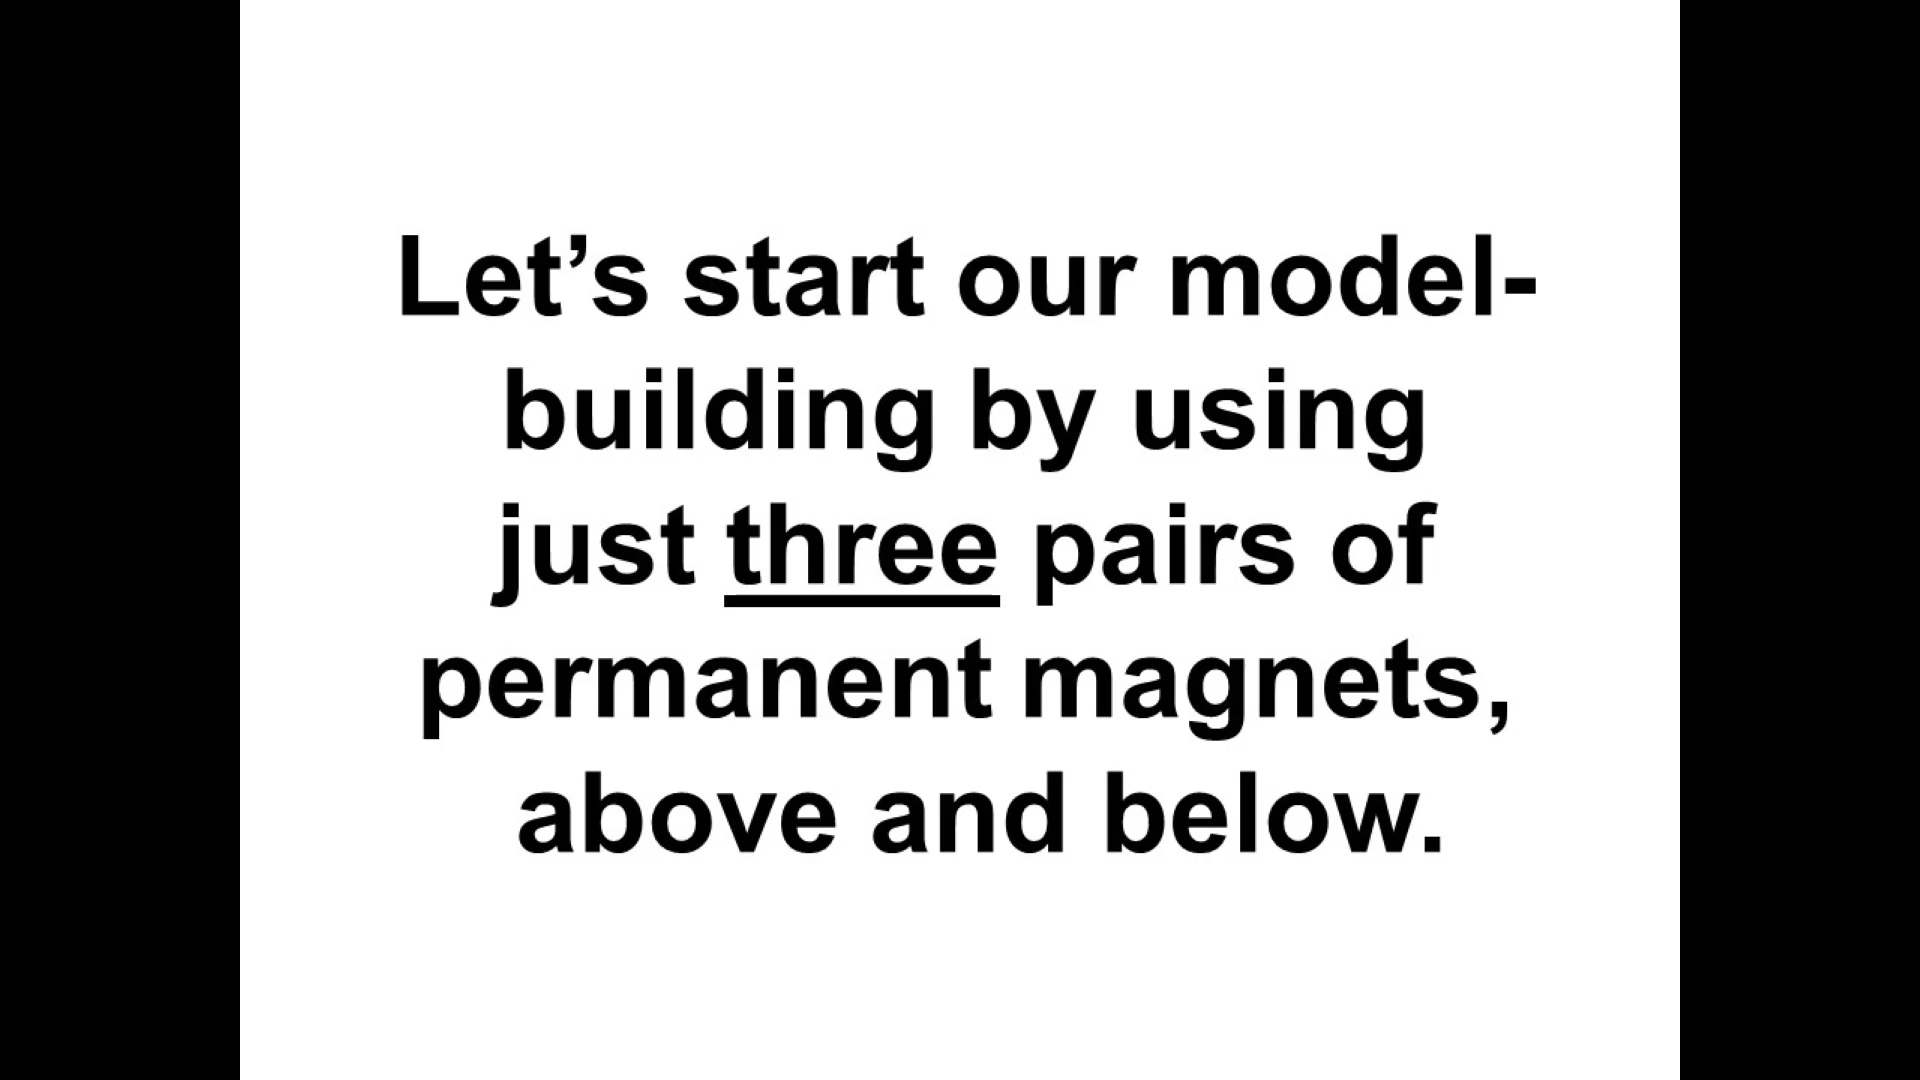 Let’s start our model-
building by using
just three pairs of
permanent magnets,
above and below.